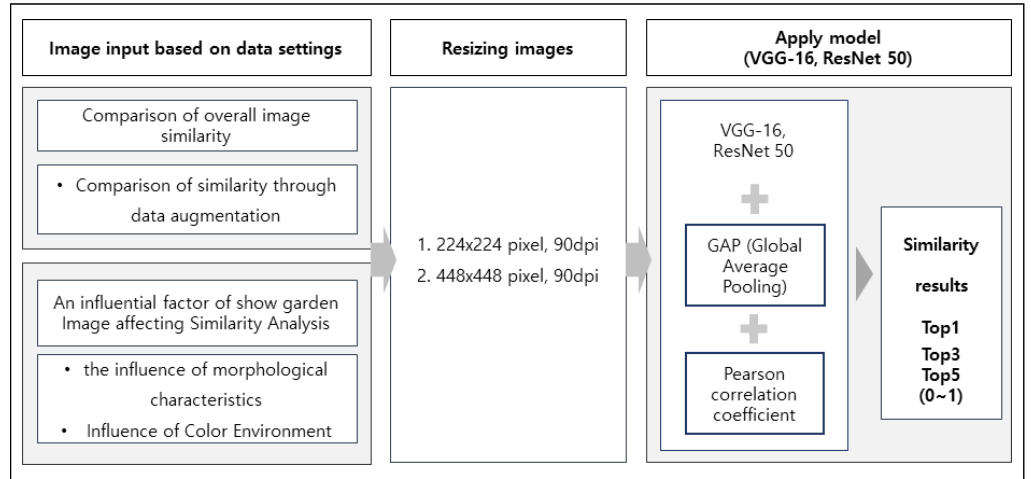 Image input based on data settings
Resizing images
Apply model
(VGG-16, ResNet 50)
Comparison of overall image
similarity
• Comparison of similarity through
data augmentation
An influential factor of show garden
Image affecting Similarity Analysis
• the influence of morphological
characteristics
• Influence of Color Environment
1. 224x224 pixel, 90dpi
2. 448x448 pixel, 90dpi
VGG-16,
ResNet 50
GAP (Global
Average
Pooling)
Pearson
correlation
coefficient
Similarity
results
Top1
Top3
Top5
(0~1)